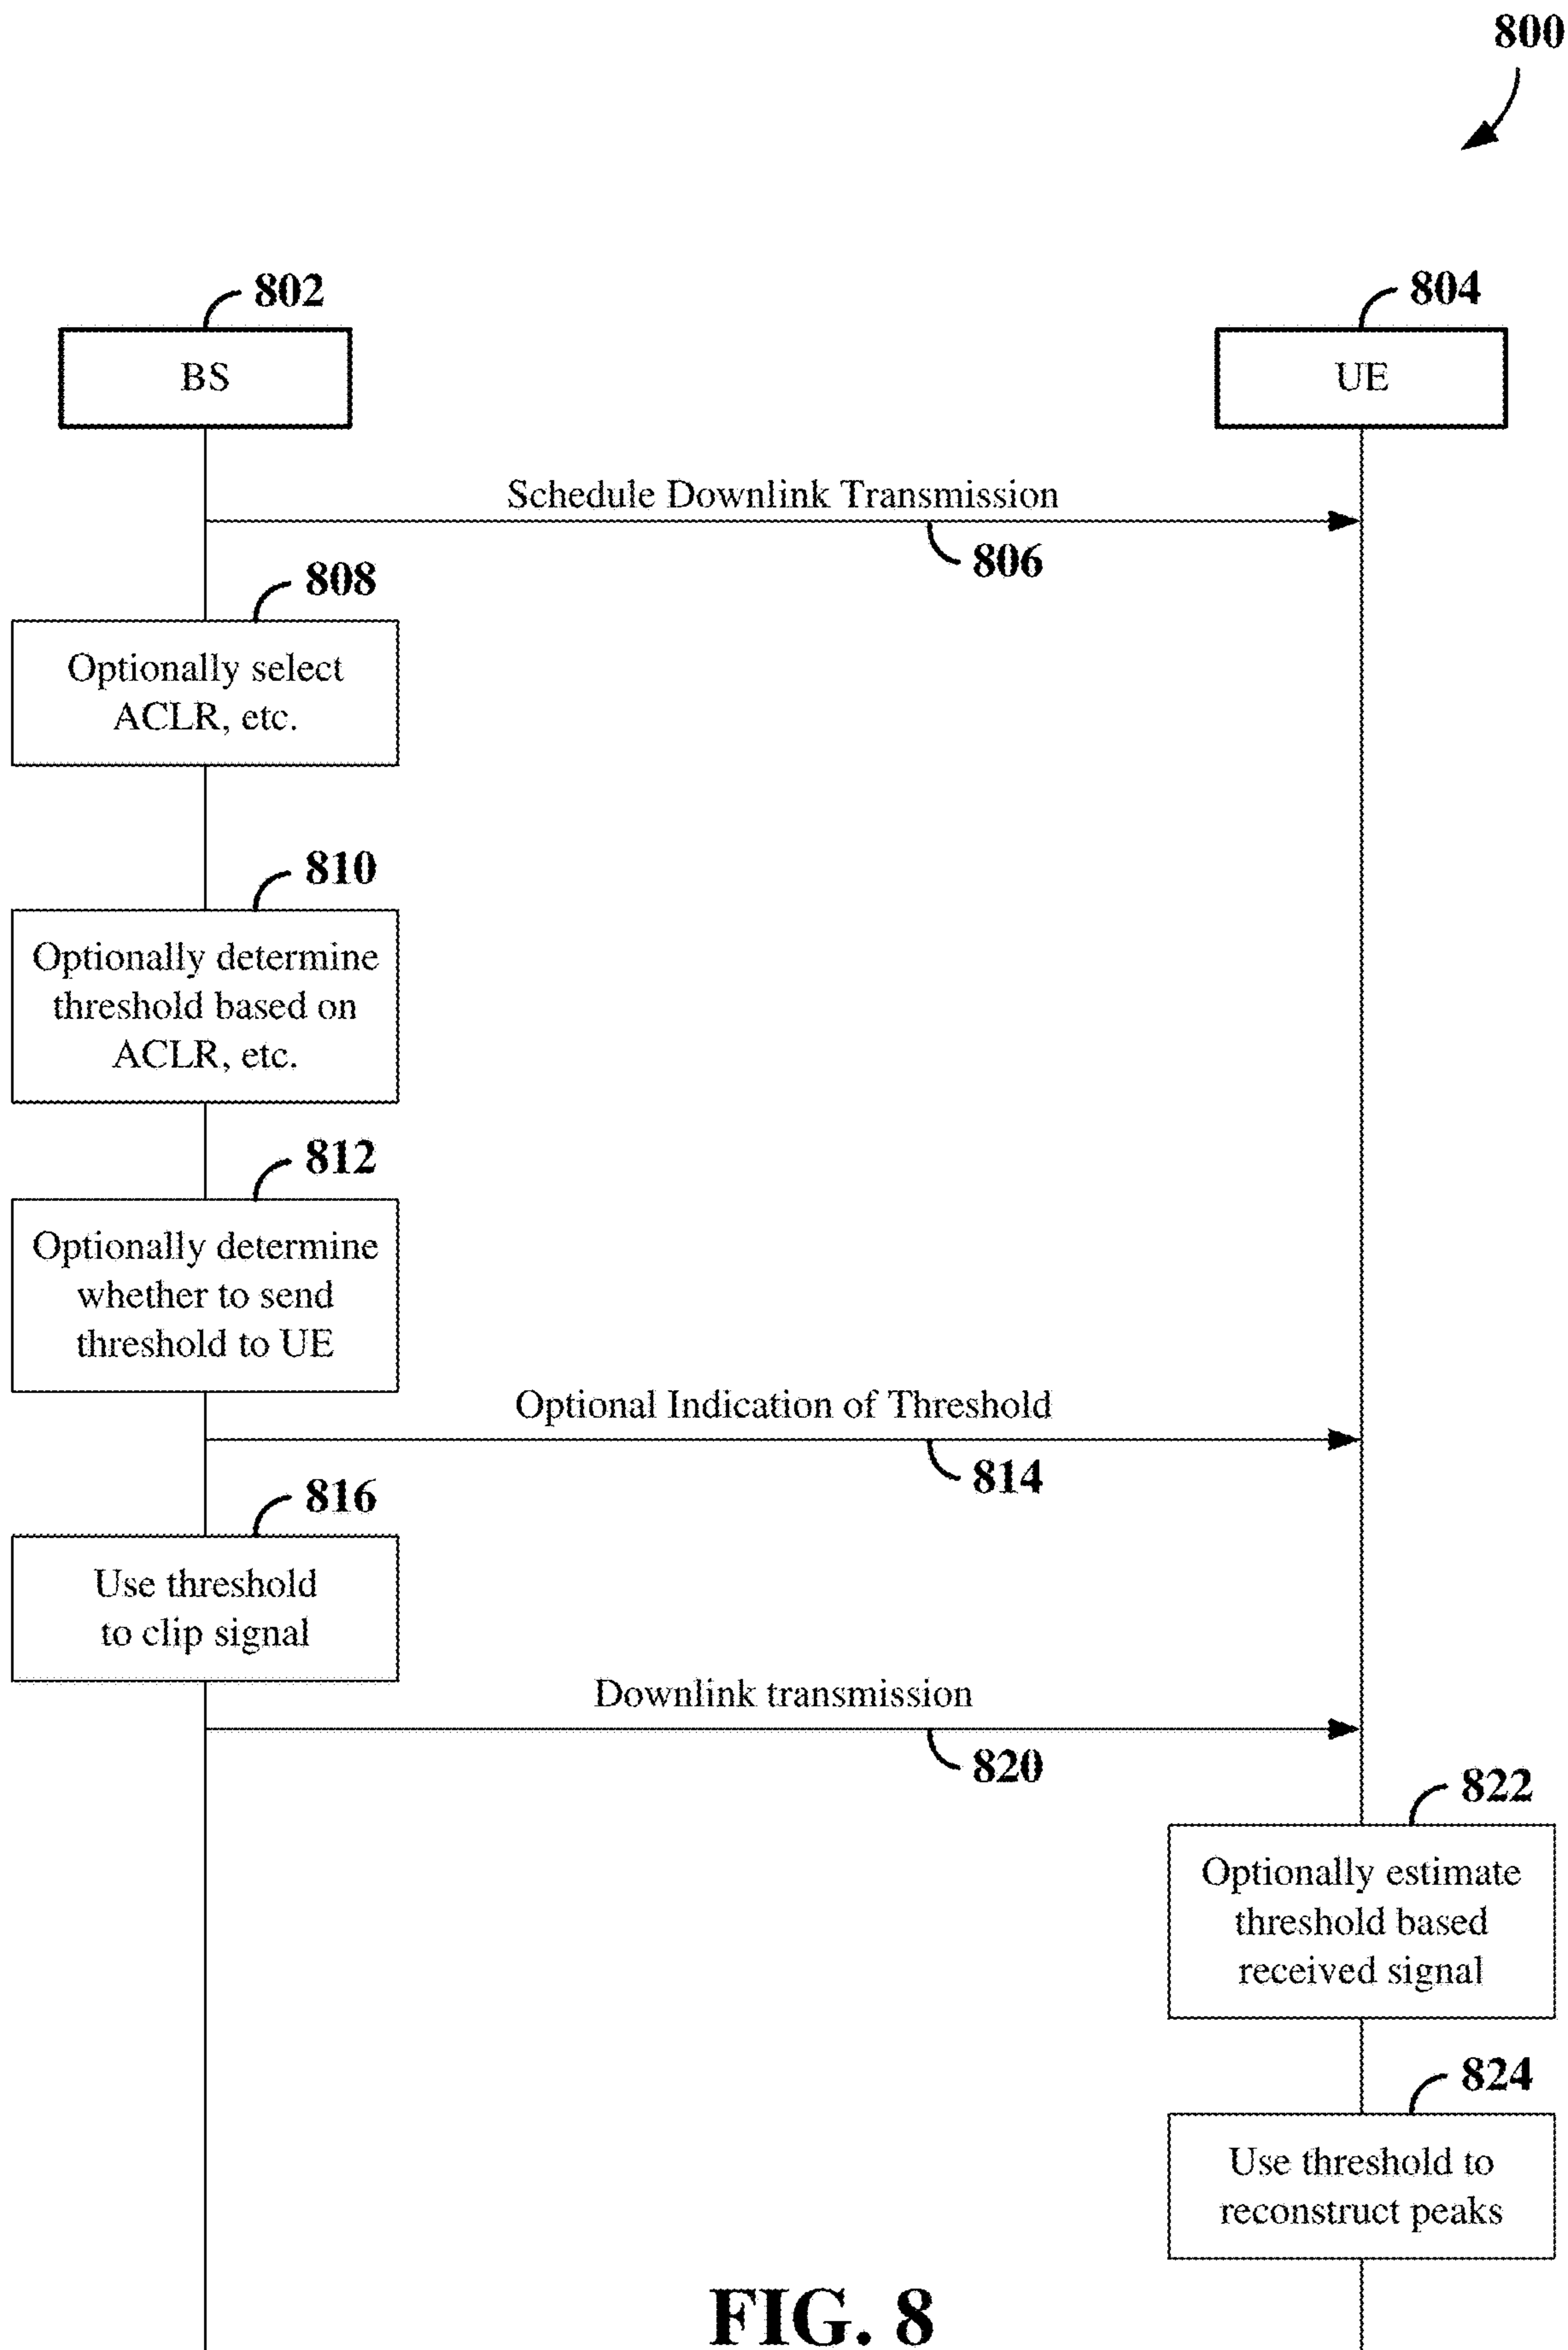 800
802
804
BS
UE
Schedule Downlink Transmission
806
808
Optionally select
ACLR, etc.
810
Optionally determine
threshold based on
ACLR, etc.
812
Optionally determine
whether to send
threshold to UE
Optional Indication of Threshold
814
816
Use threshold
to clip signal
Downlink transmission
820
822
Optionally estimate
threshold based
received signal
824
Use threshold to
reconstruct peaks
FIG. 8